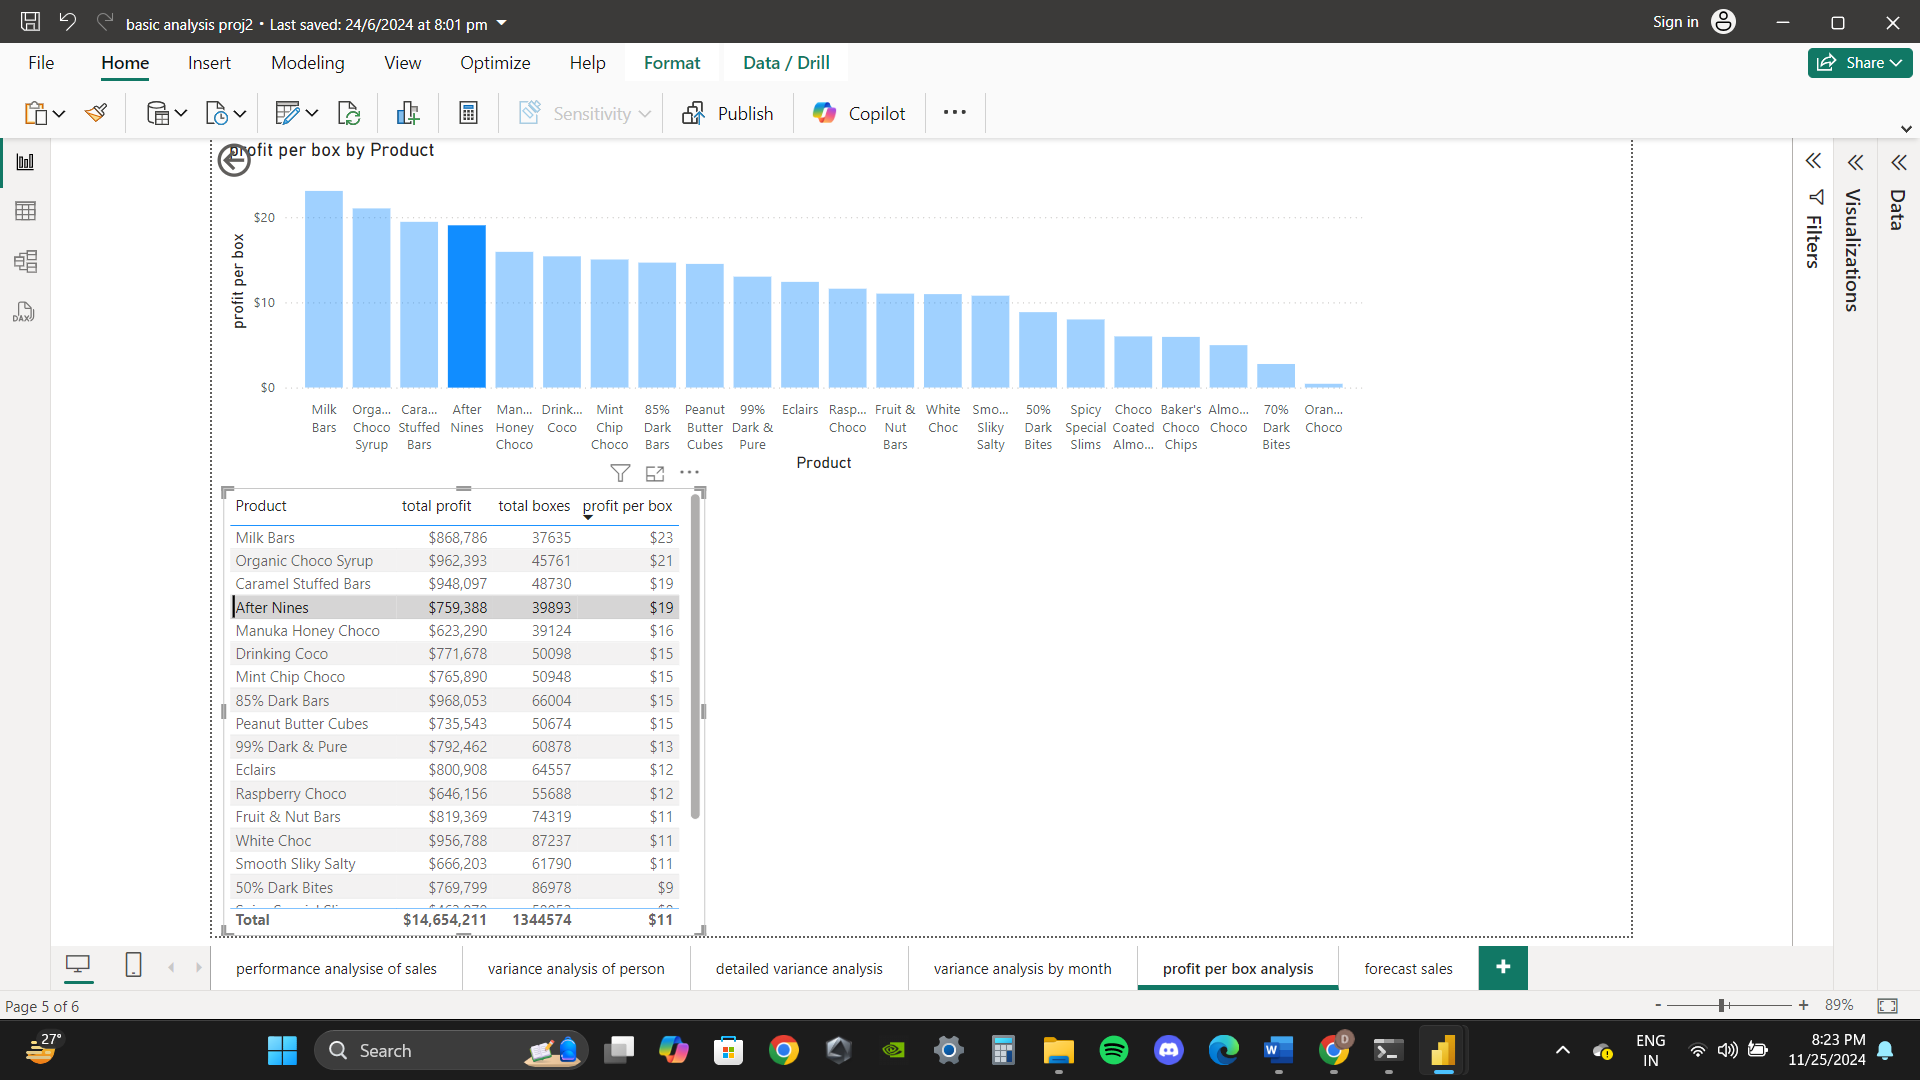 basic analysis proj2 • Last saved: 24/6/2024 at 8:01 pm
Sign in
File Home Insert Modeling View Optimize Help Format Data / Drill
Share
Sensitivity Publish Copilot
profit per box by Product
profit per box
$20
$10
$0
Milk Bars
Orga... Choco Syrup
Cara... Stuffed Bars
After Nines
Man... Honey Choco
Drink... Coco
Mint Chip Choco
85% Dark Bars
Peanut Butter Cubes
99% Dark & Pure
Eclairs
Rasp... Choco
Fruit & Nut Bars
White Choc
Smo... Sliky Salty
50% Dark Bites
Spicy Special Slims
Choco Coated Almo...
Baker's Choco Chips
Almo... Choco
70% Dark Bites
Oran... Choco
Product
Product total profit total boxes profit per box
Milk Bars $868,786 37635 $23
Organic Choco Syrup $962,393 45761 $21
Caramel Stuffed Bars $948,097 48730 $19
After Nines $759,388 39893 $19
Manuka Honey Choco $623,290 39124 $16
Drinking Coco $771,678 50098 $15
Mint Chip Choco $765,890 50948 $15
85% Dark Bars $968,053 66004 $15
Peanut Butter Cubes $735,543 50674 $15
99% Dark & Pure $792,462 60878 $13
Eclairs $800,908 64557 $12
Raspberry Choco $646,156 55688 $12
Fruit & Nut Bars $819,369 74319 $11
White Choc $956,788 87237 $11
Smooth Sliky Salty $666,203 61790 $11
50% Dark Bites $769,799 86978 $9
Total $14,654,211 1344574 $11
Filters
Visualizations
Data
DAX
performance analysise of sales
variance analysis of person
detailed variance analysis
variance analysis by month
profit per box analysis
forecast sales
+
Page 5 of 6
- + 89%
27°
Search
ENG
IN
8:23 PM
11/25/2024